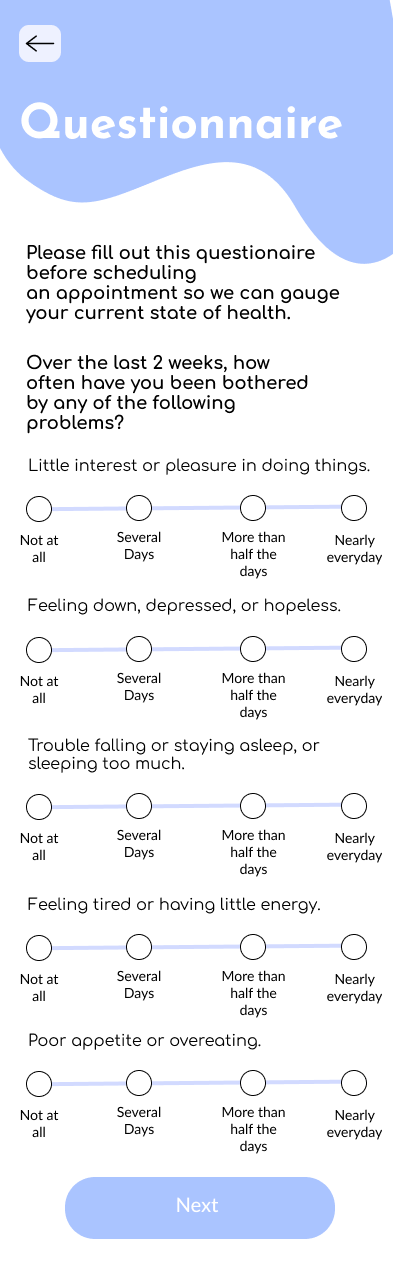 Questionnaire
Please fill out this questionaire
before scheduling
an appointment so we can gauge
your current state of health.
Over the last 2 weeks, how
often have you been bothered
by any of the following
problems?
Little interest or pleasure in doing things.
Not at
all
Several
Days
More than
half the
days
Nearly
everyday
Feeling down, depressed, or hopeless.
Not at
all
Several
Days
More than
half the
days
Nearly
everyday
Trouble falling or staying asleep, or
sleeping too much.
Not at
all
Several
Days
More than
half the
days
Nearly
everyday
Feeling tired or having little energy.
Not at
all
Several
Days
More than
half the
days
Nearly
everyday
Poor appetite or overeating.
Not at
all
Several
Days
More than
half the
days
Nearly
everyday
Next